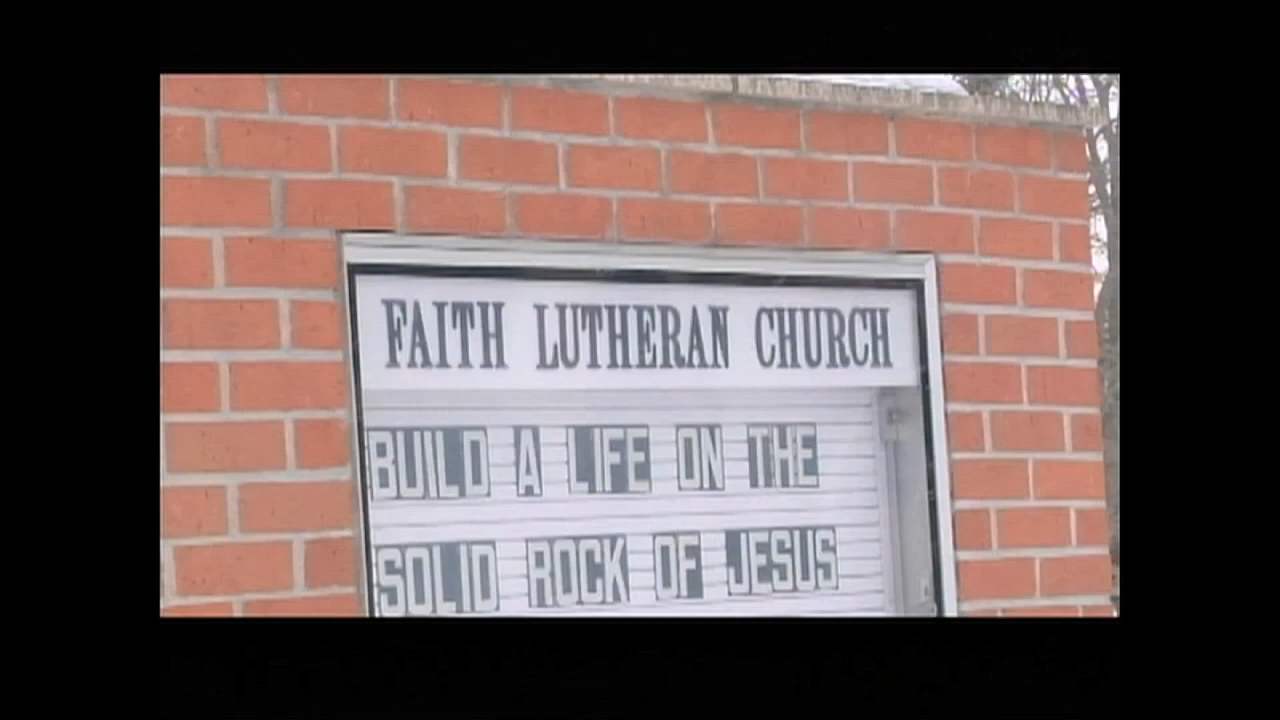 FAITH LUTHERAN CHURCH
BUILD A LIFE ON THE
SOLID ROCK OF JESUS